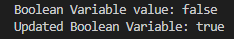 Boolean Variable value: false
Updated Boolean Variable: true